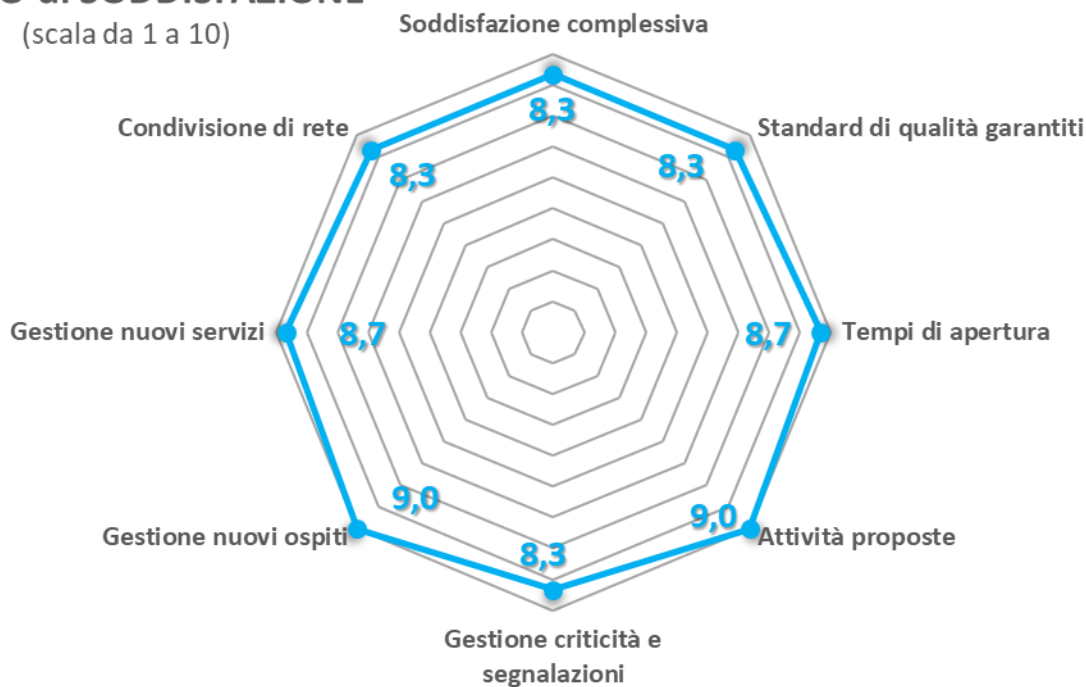 di SODDISFAZIONE
(scala da 1 a 10)
Soddisfazione complessiva
8,3
Standard di qualità garantiti
8,3
Tempi di apertura
8,7
Attività proposte
9,0
Gestione criticità e
segnalazioni
8,3
Gestione nuovi ospiti
9,0
Gestione nuovi servizi
8,7
Condivisione di rete
8,3